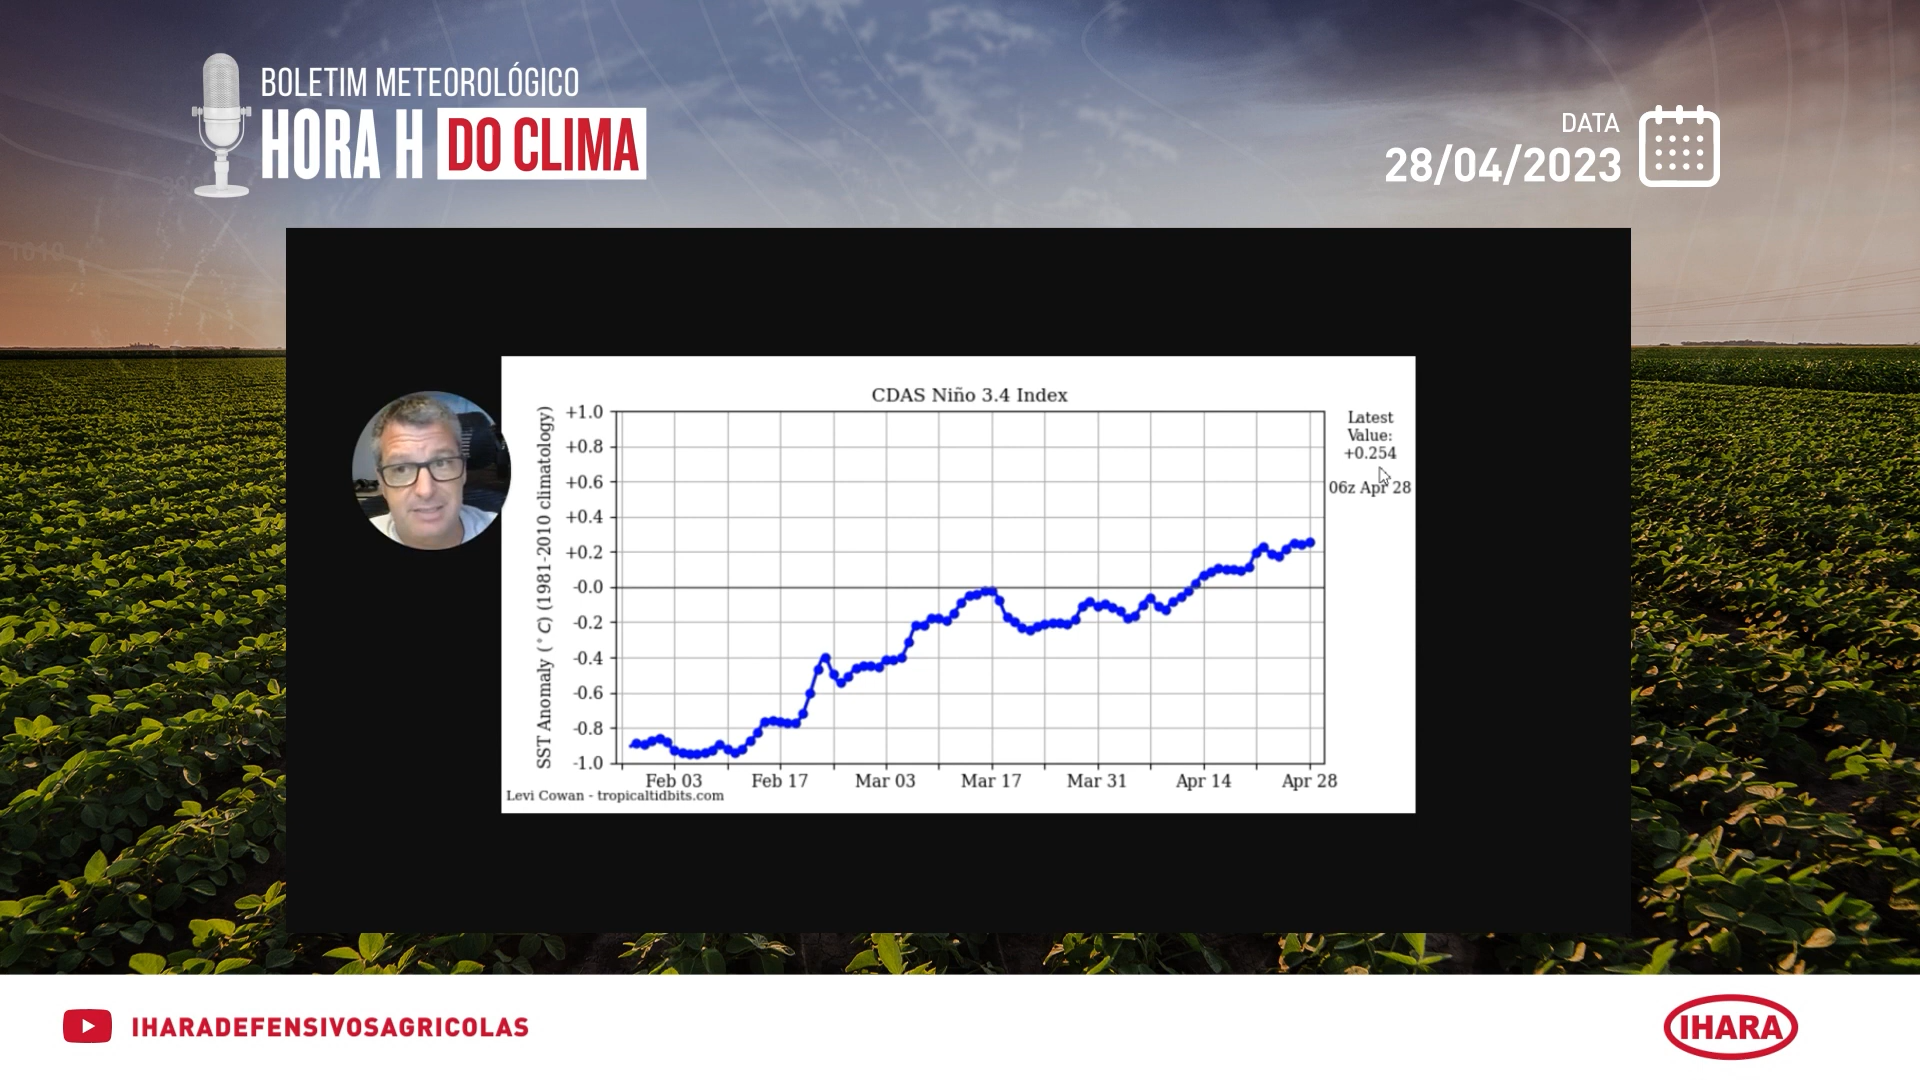 BOLETIM METEOROLÓGICO
HORA H DO CLIMA
DATA
28/04/2023
1010
CDAS Niño 3.4 Index
SST Anomaly (°C) (1981-2010 climatology)
+1.0
+0.8
+0.6
+0.4
+0.2
-0.0
-0.2
-0.4
-0.6
-0.8
-1.0
Feb 03 Feb 17 Mar 03 Mar 17 Mar 31 Apr 14 Apr 28
Latest
Value:
+0.254
06z Apr 28
Levi Cowan - tropicaltidbits.com
IHARADEFENSIVOSAGRICOLAS
IHARA